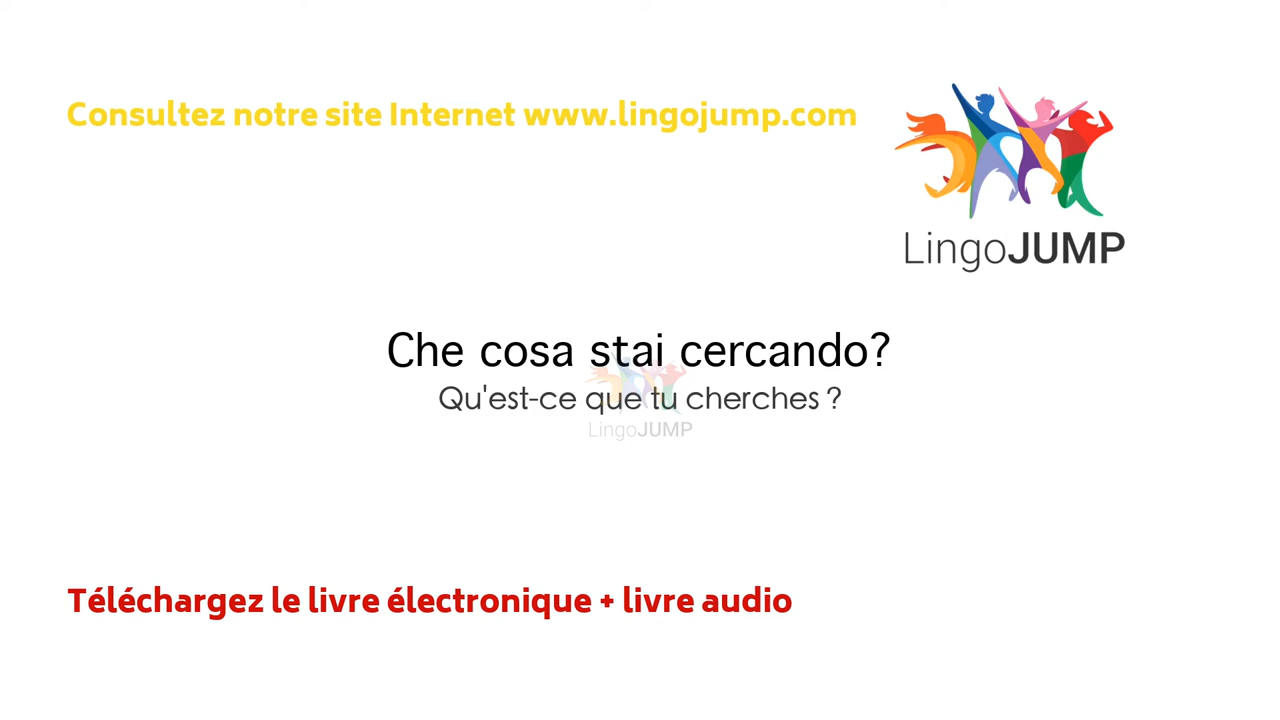 Consultez notre site Internet www.lingojump.com
LingoJUMP
Che cosa stai cercando?
Qu'est-ce que tu cherches ?
LingoJUMP
Téléchargez le livre électronique + livre audio